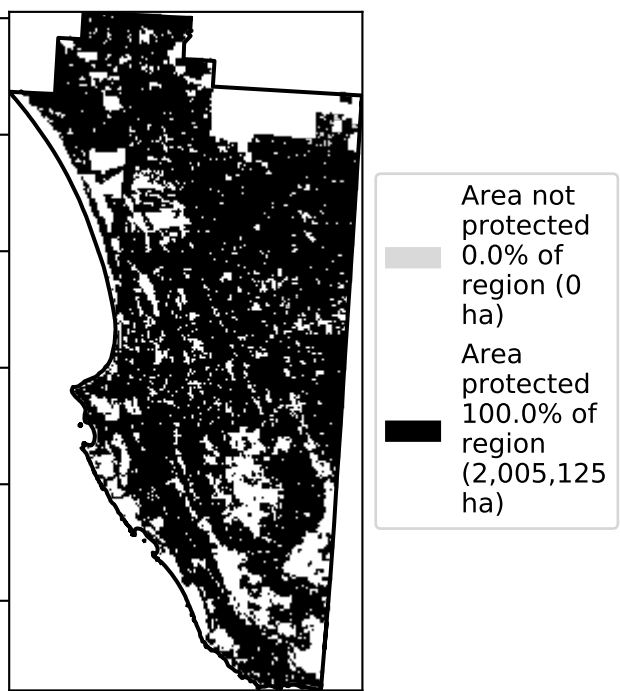 Area not
protected
0.0% of
region (0
ha)
Area
protected
100.0% of
region
(2,005,125
ha)